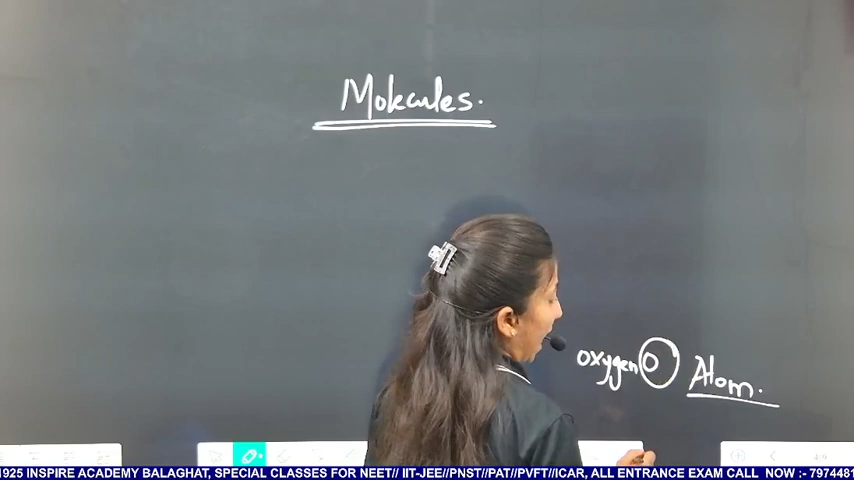 Molecules.
oxygen O Atom.
1925 INSPIRE ACADEMY BALAGHAT, SPECIAL CLASSES FOR NEET// IIT-JEE//PNST//PAT//PVFT//ICAR, ALL ENTRANCE EXAM CALL NOW :- 7974481